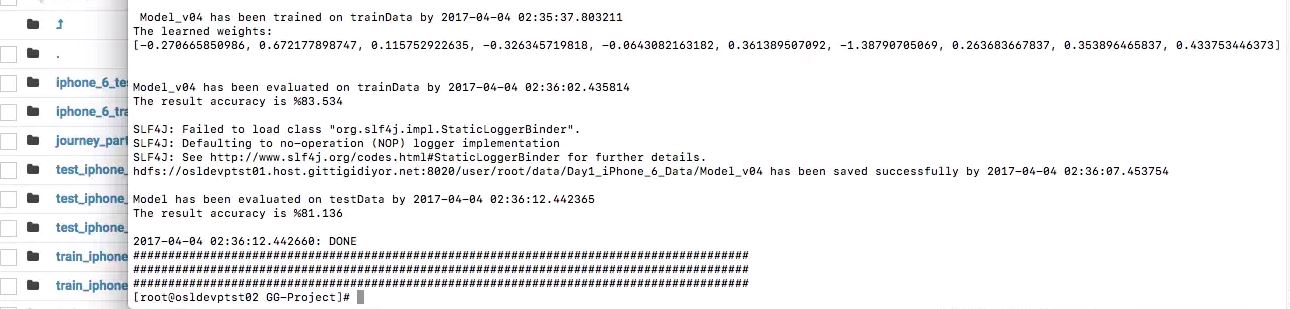 .
iphone_6_te
iphone_6_tra
journey_part
test_iphone_
test_iphone_
test_iphone_
train_iphone
train_iphone
Model_v04 has been trained on trainData by 2017-04-04 02:35:37.803211
The learned weights:
[-0.270665850986, 0.672177898747, 0.115752922635, -0.326345719818, -0.0643082163182, 0.361389507092, -1.38790705069, 0.263683667837, 0.353896465837, 0.433753446373]
Model_v04 has been evaluated on trainData by 2017-04-04 02:36:02.435814
The result accuracy is %83.534
SLF4J: Failed to load class "org.slf4j.impl.StaticLoggerBinder".
SLF4J: Defaulting to no-operation (NOP) logger implementation
SLF4J: See http://www.slf4j.org/codes.html#StaticLoggerBinder for further details.
hdfs://osldevptst01.host.gittigidiyor.net:8020/user/root/data/Day1_iPhone_6_Data/Model_v04 has been saved successfully by 2017-04-04 02:36:07.453754
Model has been evaluated on testData by 2017-04-04 02:36:12.442365
The result accuracy is %81.136
2017-04-04 02:36:12.442660: DONE
########################################################################################
########################################################################################
########################################################################################
[root@osldevptst02 GG-Project]#